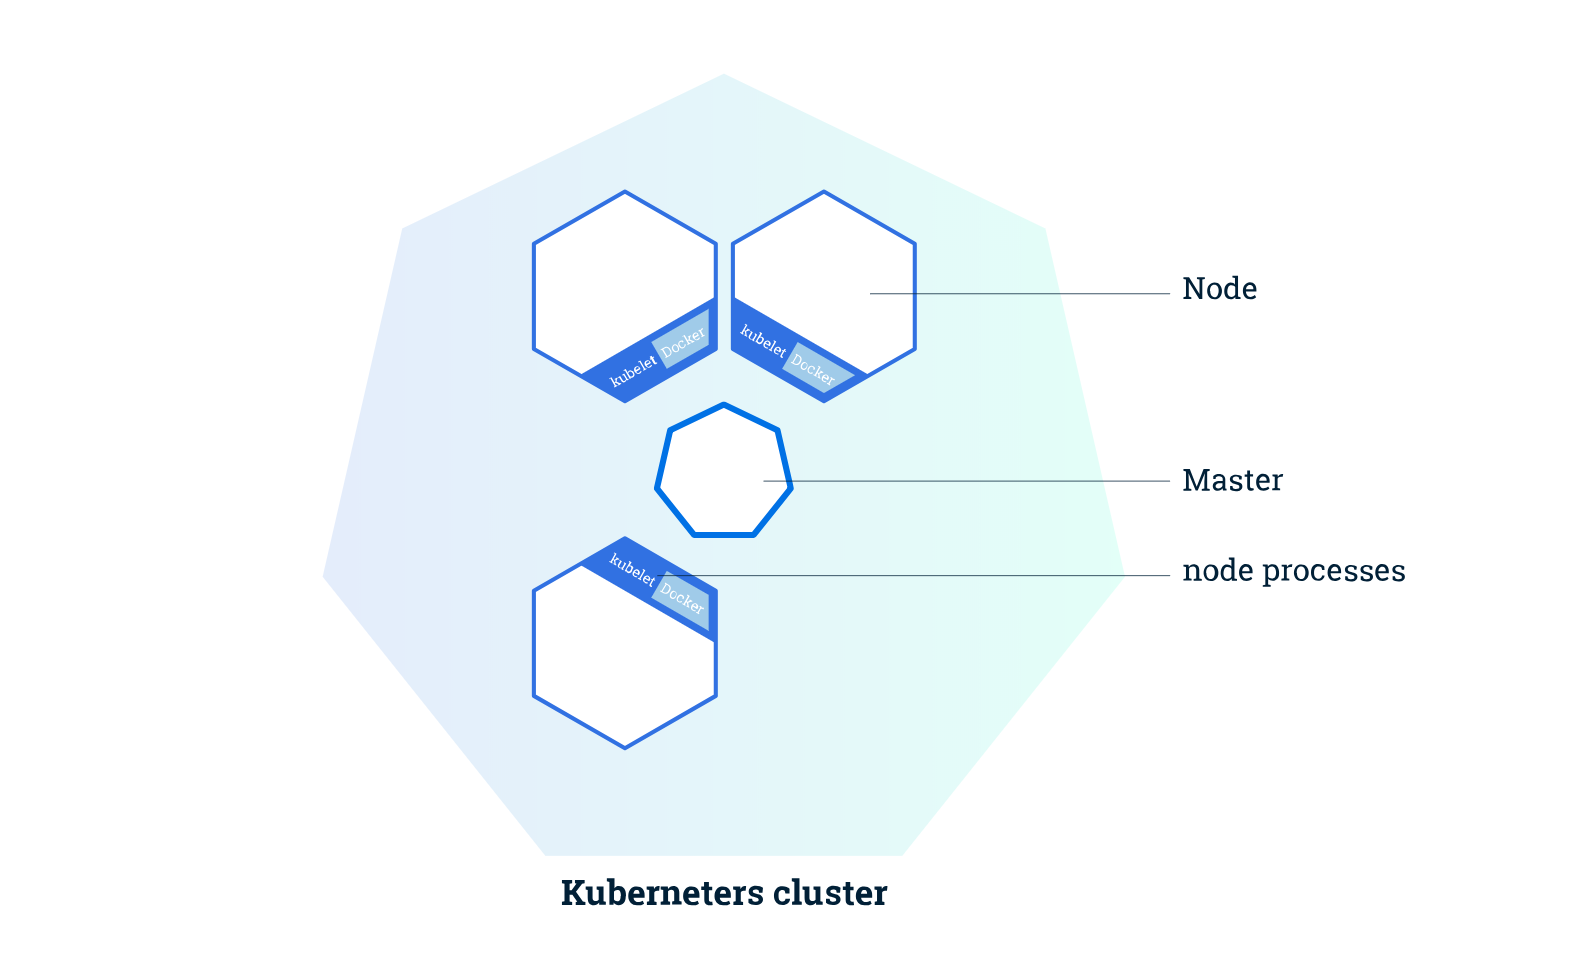 kubelet Docker
kubelet Docker
Node
Master
kubelet Docker
node processes
Kuberneters cluster